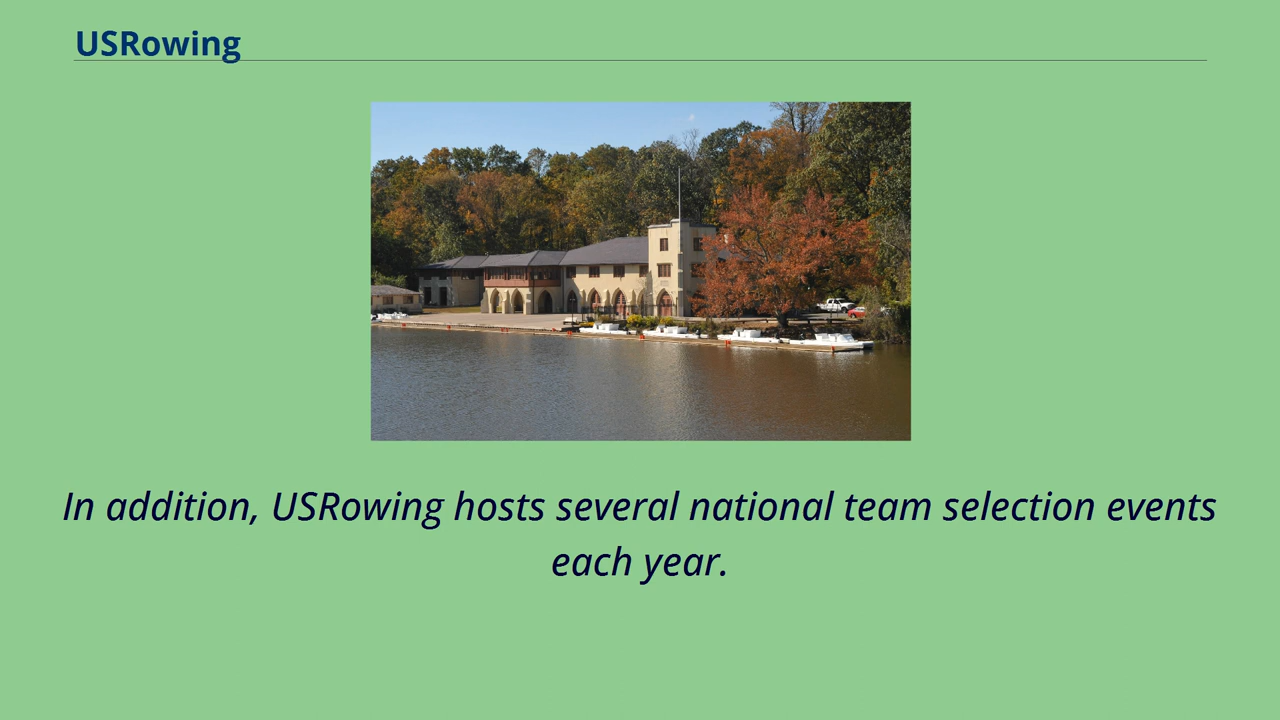 USRowing
In addition, USRowing hosts several national team selection events
each year.